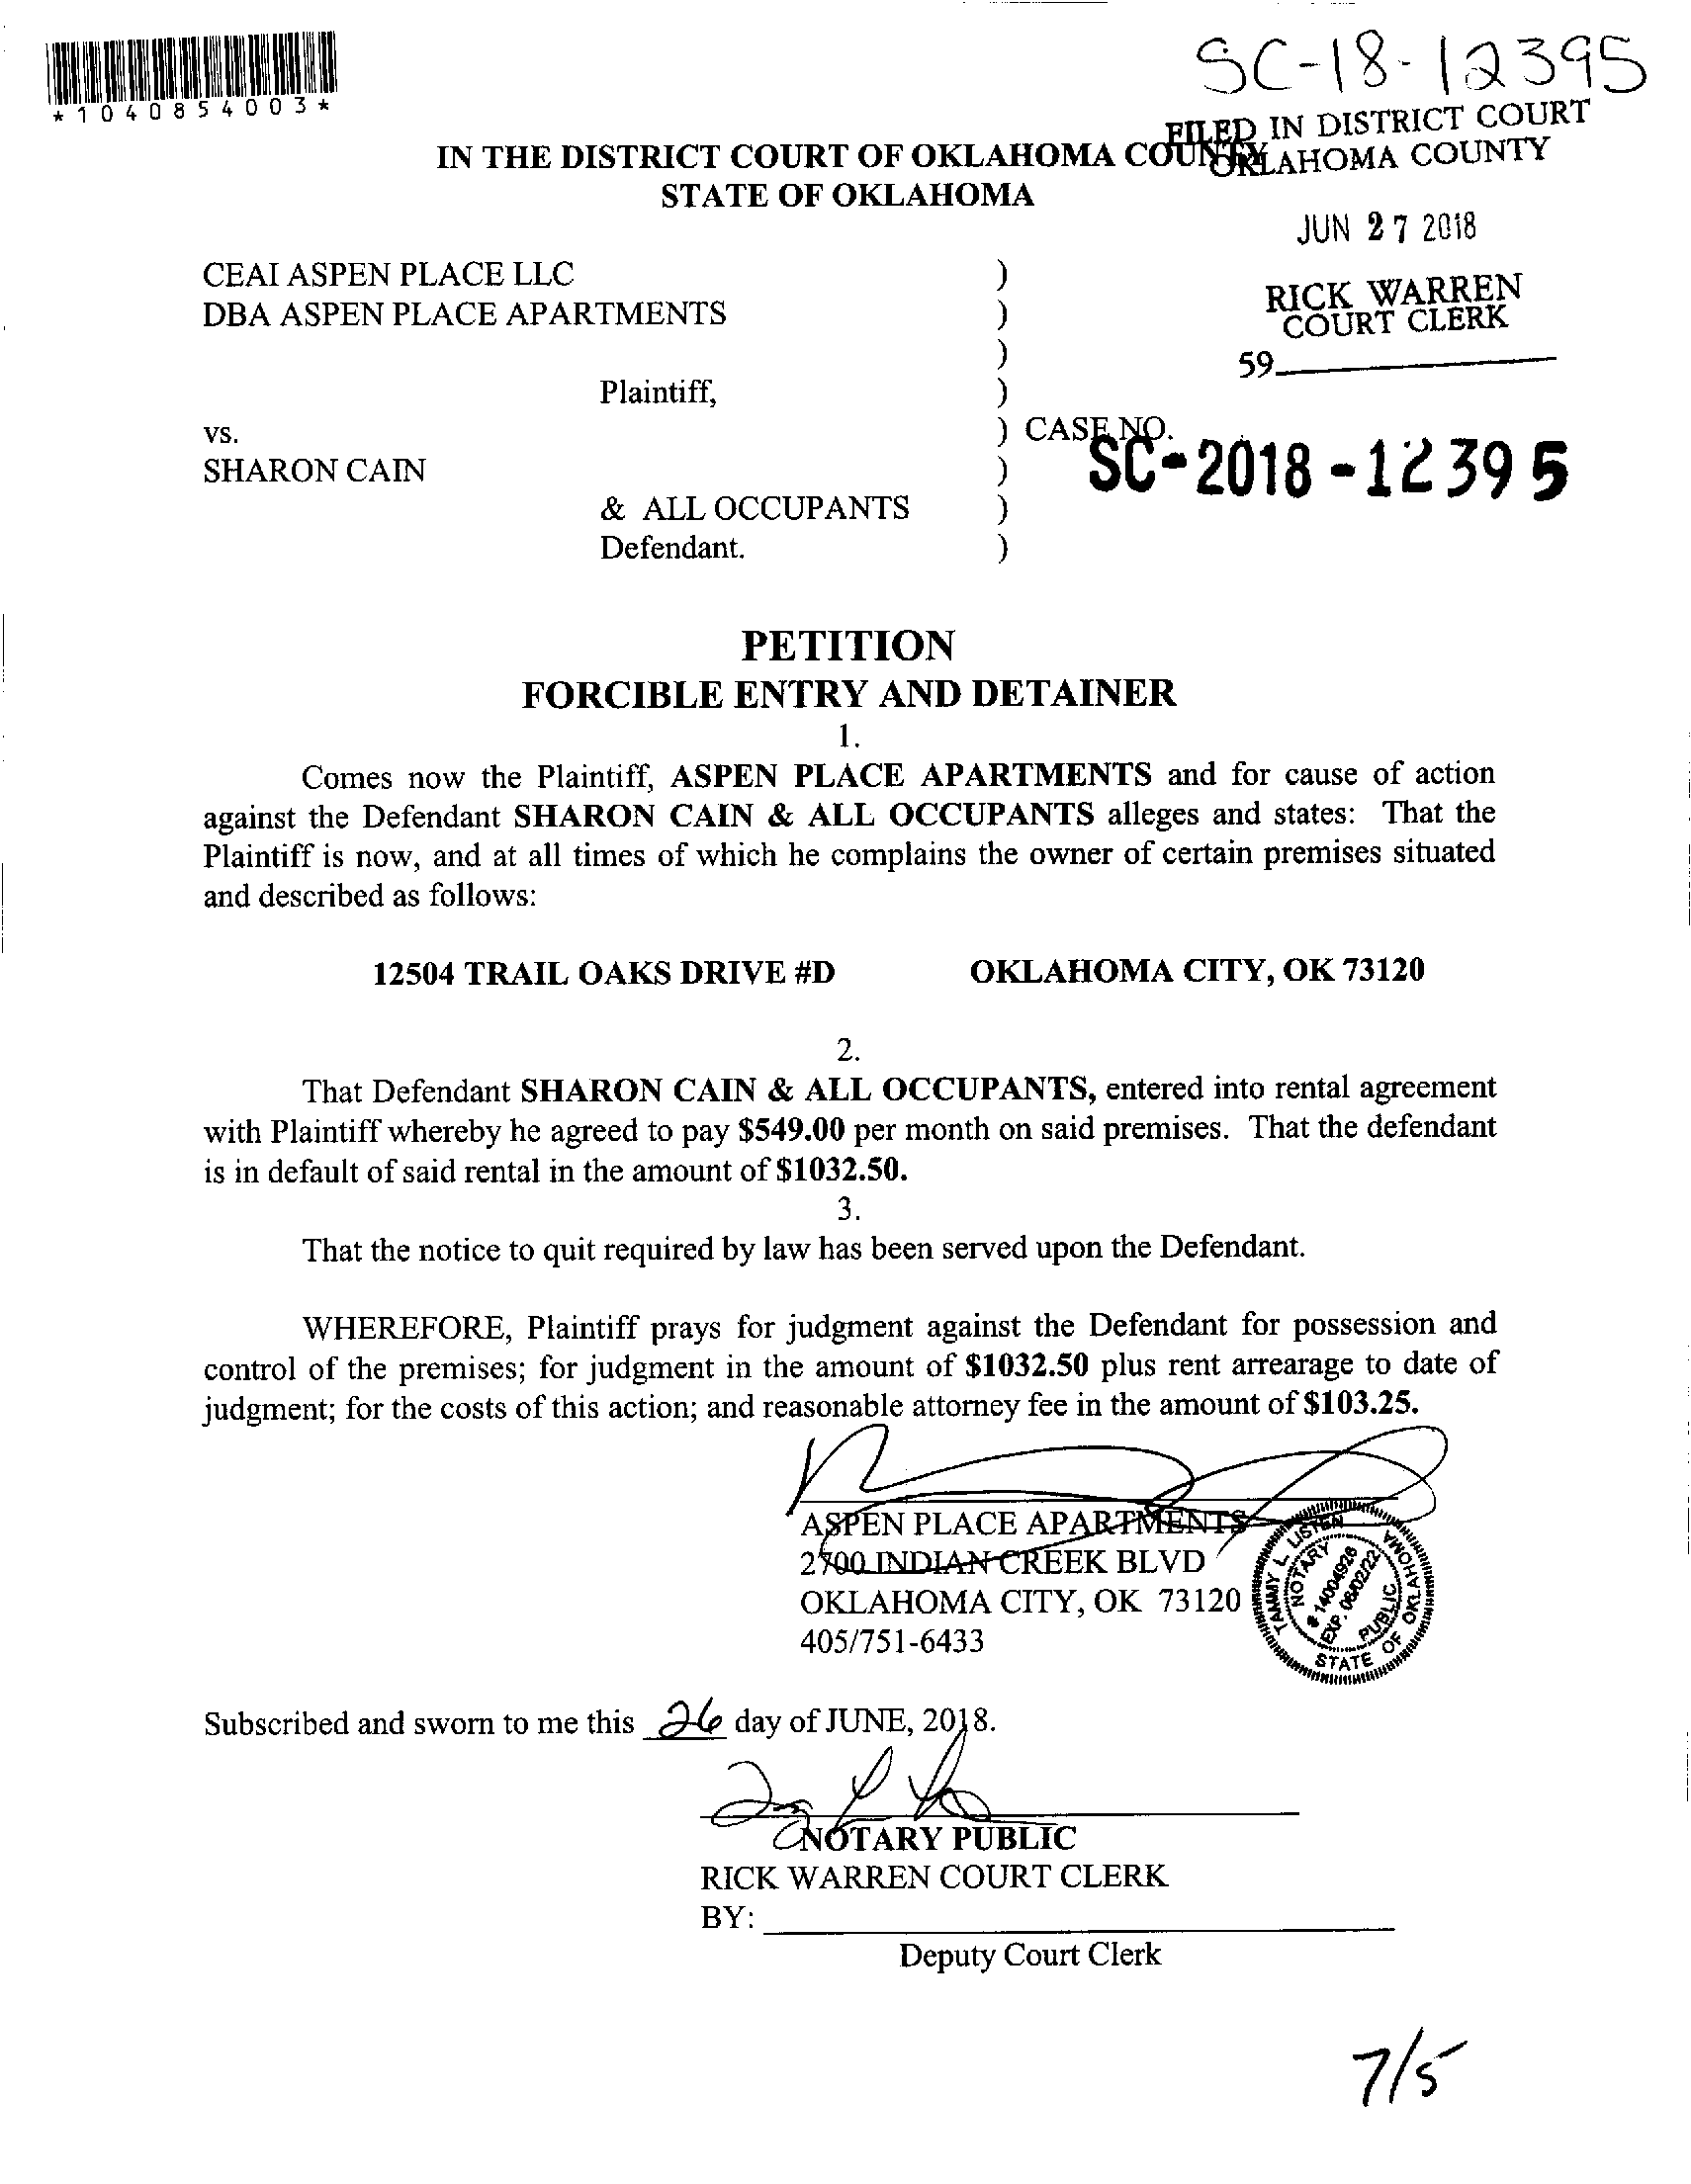 SC-18-12395
*1040854003*
FILED IN DISTRICT COURT
OKLAHOMA COUNTY
IN THE DISTRICT COURT OF OKLAHOMA COUNTY
STATE OF OKLAHOMA
JUN 27 2018
RICK WARREN
COURT CLERK
59
CEAI ASPEN PLACE LLC )
DBA ASPEN PLACE APARTMENTS )
)
Plaintiff, )
vs. ) CASE NO.
SC-2018-12395
SHARON CAIN )
& ALL OCCUPANTS )
Defendant. )
PETITION
FORCIBLE ENTRY AND DETAINER
1.
Comes now the Plaintiff, ASPEN PLACE APARTMENTS and for cause of action
against the Defendant SHARON CAIN & ALL OCCUPANTS alleges and states: That the
Plaintiff is now, and at all times of which he complains the owner of certain premises situated
and described as follows:
12504 TRAIL OAKS DRIVE #D OKLAHOMA CITY, OK 73120
2.
That Defendant SHARON CAIN & ALL OCCUPANTS, entered into rental agreement
with Plaintiff whereby he agreed to pay $549.00 per month on said premises. That the defendant
is in default of said rental in the amount of $1032.50.
3.
That the notice to quit required by law has been served upon the Defendant.
WHEREFORE, Plaintiff prays for judgment against the Defendant for possession and
control of the premises; for judgment in the amount of $1032.50 plus rent arrearage to date of
judgment; for the costs of this action; and reasonable attorney fee in the amount of $103.25.
ASPEN PLACE APARTMENTS
2700 INDIAN CREEK BLVD
OKLAHOMA CITY, OK 73120
405/751-6433
TAMMY L. LISTEN
NOTARY
# 14004926
EXP. 06/02/22
PUBLIC
STATE OF OKLAHOMA
Subscribed and sworn to me this 26 day of JUNE, 2018.
NOTARY PUBLIC
RICK WARREN COURT CLERK
BY:
Deputy Court Clerk
7/5